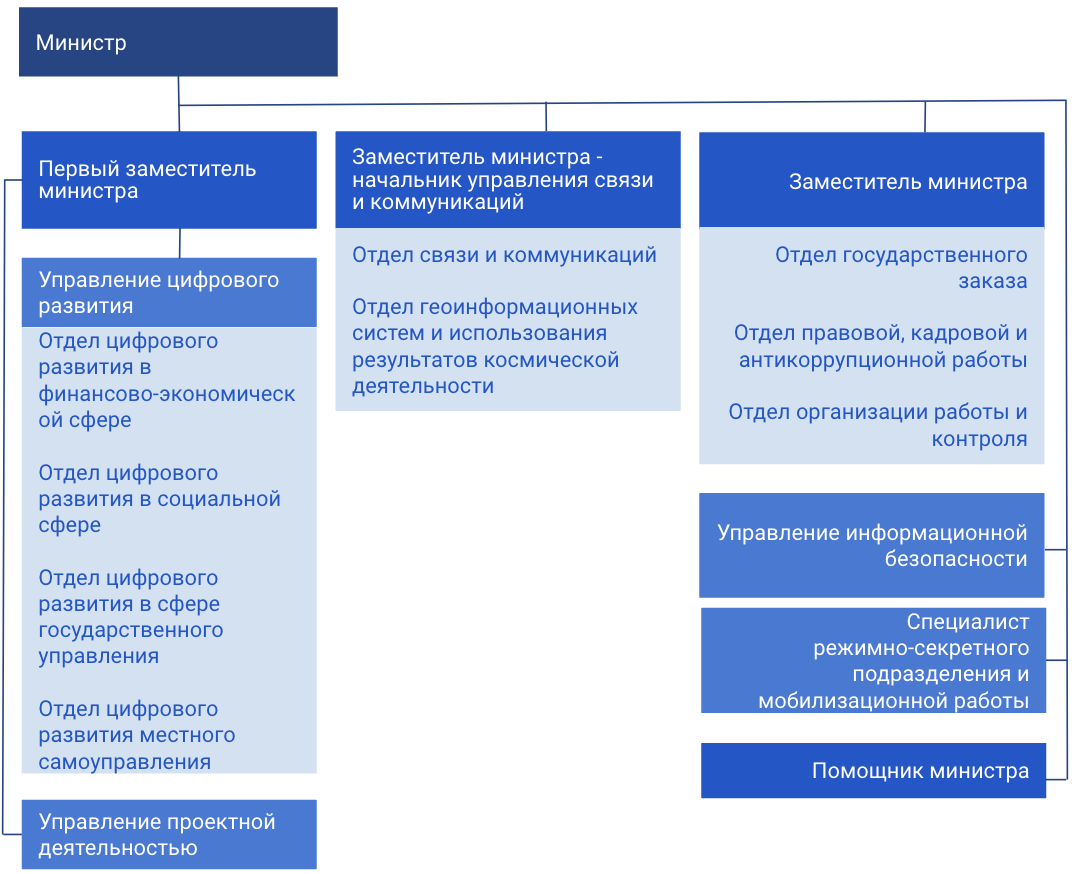 Министр
Первый заместитель
министра
Управление цифрового
развития
Отдел цифрового
развития в
финансово-экономическ
ой сфере
Отдел цифрового
развития в социальной
сфере
Отдел цифрового
развития в сфере
государственного
управления
Отдел цифрового
развития местного
самоуправления
Управление проектной
деятельностью
Заместитель министра -
начальник управления связи
и коммуникаций
Отдел связи и коммуникаций
Отдел геоинформационных
систем и использования
результатов космической
деятельности
Заместитель министра
Отдел государственного
заказа
Отдел правовой, кадровой и
антикоррупционной работы
Отдел организации работы и
контроля
Управление информационной
безопасности
Специалист
режимно-секретного
подразделения и
мобилизационной работы
Помощник министра